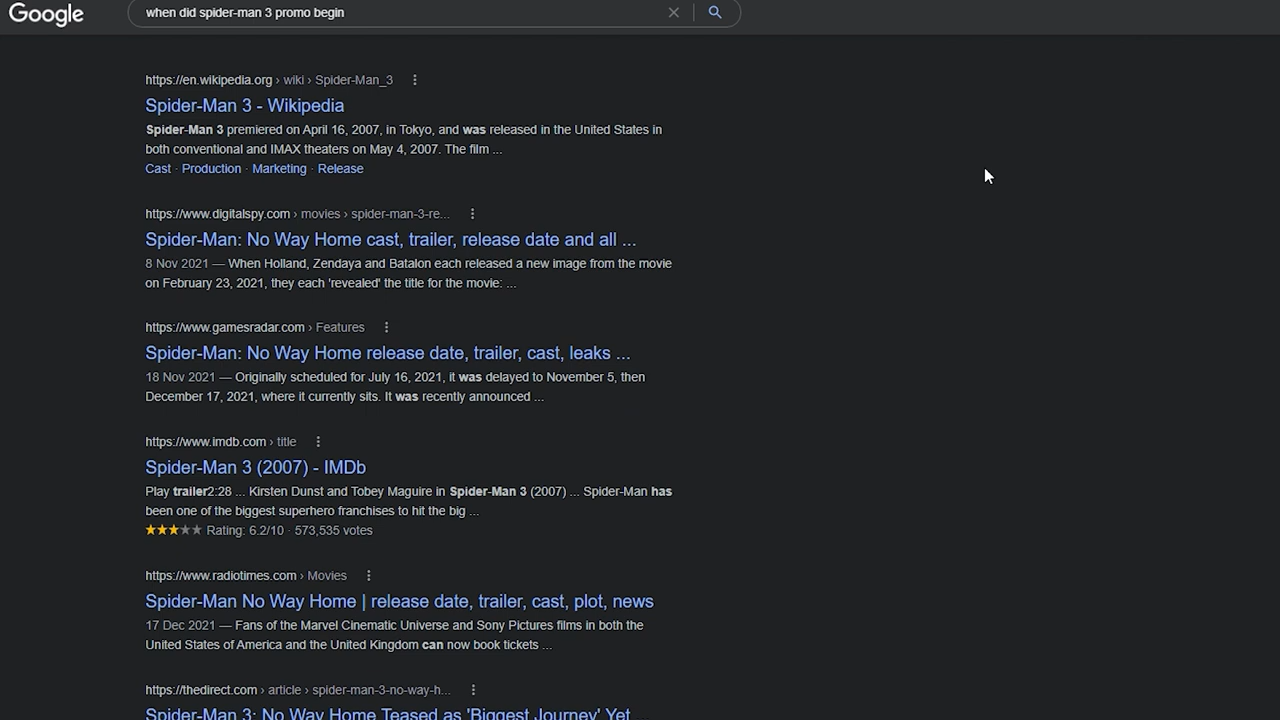 Google
when did spider-man 3 promo begin
https://en.wikipedia.org › wiki › Spider-Man_3
Spider-Man 3 - Wikipedia
Spider-Man 3 premiered on April 16, 2007, in Tokyo, and was released in the United States in
both conventional and IMAX theaters on May 4, 2007. The film ...
Cast · Production · Marketing · Release
https://www.digitalspy.com › movies › spider-man-3-re...
Spider-Man: No Way Home cast, trailer, release date and all ...
8 Nov 2021 — When Holland, Zendaya and Batalon each released a new image from the movie
on February 23, 2021, they each 'revealed' the title for the movie: ...
https://www.gamesradar.com › Features
Spider-Man: No Way Home release date, trailer, cast, leaks ...
18 Nov 2021 — Originally scheduled for July 16, 2021, it was delayed to November 5, then
December 17, 2021, where it currently sits. It was recently announced ...
https://www.imdb.com › title
Spider-Man 3 (2007) - IMDb
Play trailer2:28 ... Kirsten Dunst and Tobey Maguire in Spider-Man 3 (2007) ... Spider-Man has
been one of the biggest superhero franchises to hit the big ...
Rating: 6.2/10 · 573,535 votes
https://www.radiotimes.com › Movies
Spider-Man No Way Home | release date, trailer, cast, plot, news
17 Dec 2021 — Fans of the Marvel Cinematic Universe and Sony Pictures films in both the
United States of America and the United Kingdom can now book tickets ...
https://thedirect.com › article › spider-man-3-no-way-h...
Spider-Man 3: No Way Home Teased as 'Biggest Journey' Yet